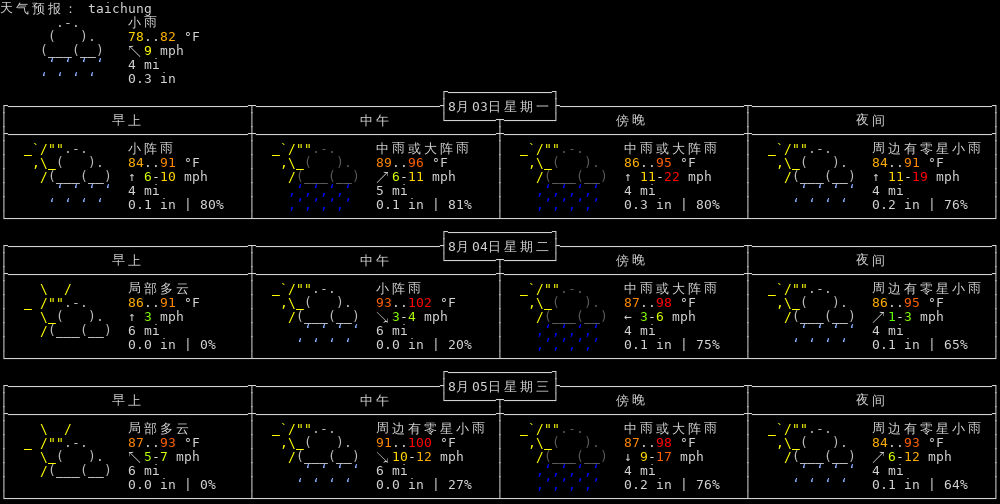 天气预报： taichung
小雨
78..82 °F
↖ 9 mph
4 mi
0.3 in
8月03日星期一
早上 中午 傍晚 夜间
小阵雨 中雨或大阵雨 中雨或大阵雨 周边有零星小雨
84..91 °F 89..96 °F 86..95 °F 84..91 °F
↑ 6-10 mph ↗ 6-11 mph ↑ 11-22 mph ↑ 11-19 mph
4 mi 5 mi 4 mi 4 mi
0.1 in | 80% 0.1 in | 81% 0.3 in | 80% 0.2 in | 76%
8月04日星期二
早上 中午 傍晚 夜间
局部多云 小阵雨 中雨或大阵雨 周边有零星小雨
86..91 °F 93..102 °F 87..98 °F 86..95 °F
↑ 3 mph ↘ 3-4 mph ← 3-6 mph ↗ 1-3 mph
6 mi 6 mi 4 mi 4 mi
0.0 in | 0% 0.0 in | 20% 0.1 in | 75% 0.1 in | 65%
8月05日星期三
早上 中午 傍晚 夜间
局部多云 周边有零星小雨 中雨或大阵雨 周边有零星小雨
87..93 °F 91..100 °F 87..98 °F 84..93 °F
↖ 5-7 mph ↘ 10-12 mph ↓ 9-17 mph ↗ 6-12 mph
6 mi 6 mi 4 mi 4 mi
0.0 in | 0% 0.0 in | 27% 0.2 in | 76% 0.1 in | 64%